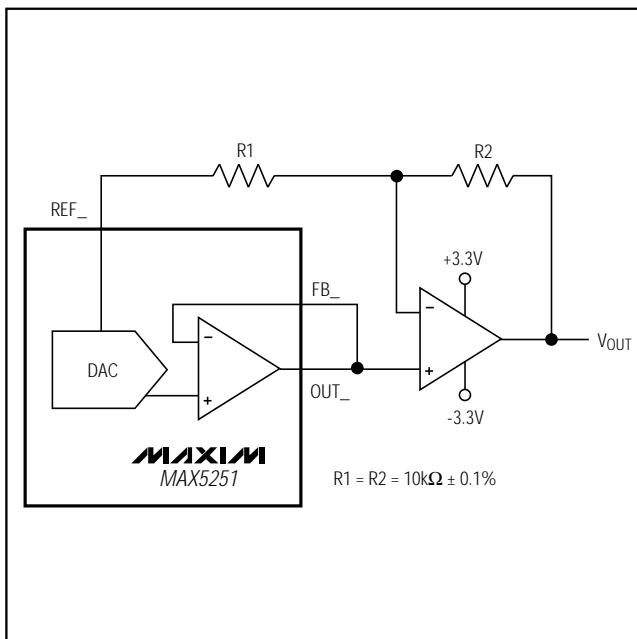 R1
R2
REF_
+3.3V
FB_
−
−
VOUT
DAC
+
+
OUT_
-3.3V
MAXIM
MAX5251
R1 = R2 = 10kΩ ± 0.1%